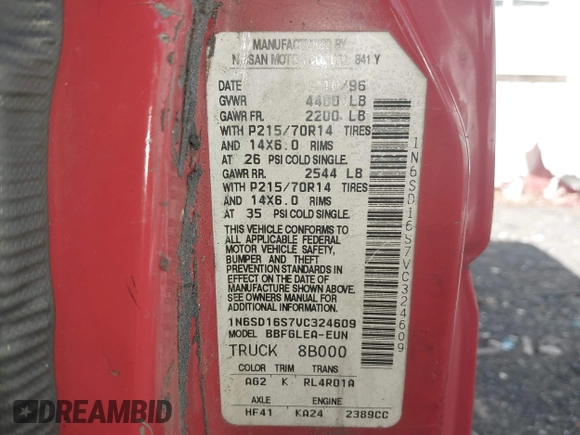 MANUFACTURED BY
NISSAN MOTOR 841 Y
DATE /96
GVWR 4400 LB
GAWR FR. 2200 LB
WITH P215/70R14 TIRES
AND 14X6.0 RIMS
AT 26 PSI COLD SINGLE.
GAWR RR. 2544 LB
WITH P215/70R14 TIRES
AND 14X6.0 RIMS
AT 35 PSI COLD SINGLE.
THIS VEHICLE CONFORMS TO
ALL APPLICABLE FEDERAL
MOTOR VEHICLE SAFETY,
BUMPER AND THEFT
PREVENTION STANDARDS IN
EFFECT ON THE DATE OF
MANUFACTURE SHOWN ABOVE.
SEE OWNERS MANUAL FOR
ADDITIONAL INFORMATION.
1N6SD16S7VC324609
MODEL BBFGLEA-EUN
TRUCK 8B000
COLOR TRIM TRANS
AG2 K RL4R01A
AXLE ENGINE
HF41 KA24 2389CC
1N6SD16S7VC324609
AUTOBIDMASTER